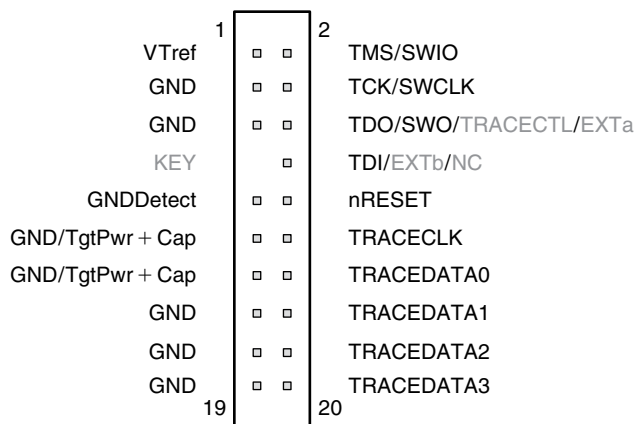 1 2
VTref TMS/SWIO
GND TCK/SWCLK
GND TDO/SWO/TRACECTL/EXTa
KEY TDI/EXTb/NC
GNDDetect nRESET
GND/TgtPwr + Cap TRACECLK
GND/TgtPwr + Cap TRACEDATA0
GND TRACEDATA1
GND TRACEDATA2
GND TRACEDATA3
19 20